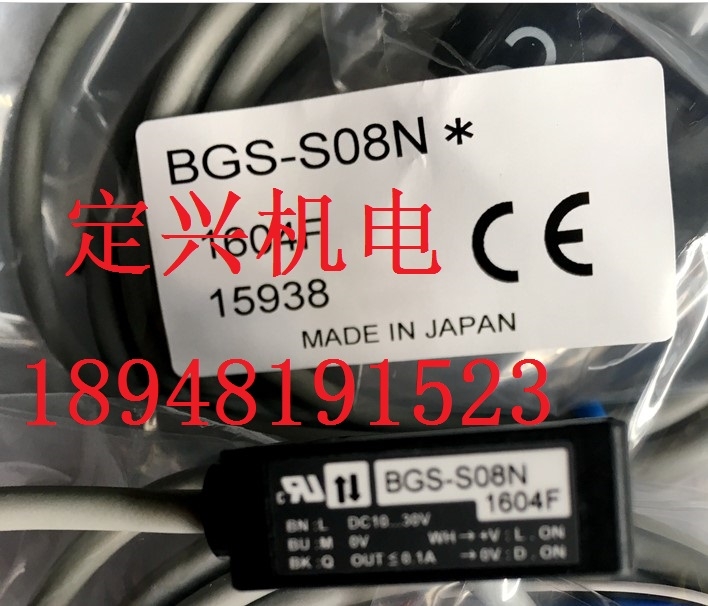 BGS-S08N *
定兴机电
1604F
15938
CE
MADE IN JAPAN
18948191523
BGS-S08N
1604F
BN : L DC10...30V
BU : M 0V WH → +V : L . ON
BK : Q OUT ≤ 0.1A → 0V : D . ON